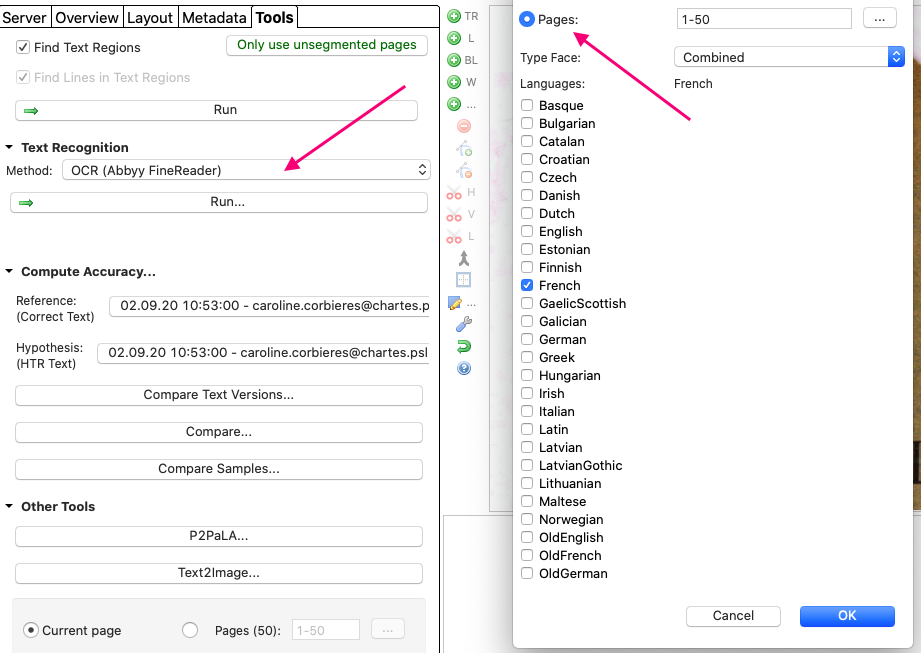 Server Overview Layout Metadata Tools
Find Text Regions
Only use unsegmented pages
Find Lines in Text Regions
Run
Text Recognition
Method: OCR (Abbyy FineReader)
Run...
Compute Accuracy...
Reference:
(Correct Text)
02.09.20 10:53:00 - caroline.corbieres@chartes.p
Hypothesis:
(HTR Text)
02.09.20 10:53:00 - caroline.corbieres@chartes.psl
Compare Text Versions...
Compare...
Compare Samples...
Other Tools
P2PaLA...
Text2Image...
Current page
Pages (50): 1-50 ...
TR
L
BL
W
...
H
V
L
...
Pages: 1-50 ...
Type Face: Combined
Languages: French
Basque
Bulgarian
Catalan
Croatian
Czech
Danish
Dutch
English
Estonian
Finnish
French
GaelicScottish
Galician
German
Greek
Hungarian
Irish
Italian
Latin
Latvian
LatvianGothic
Lithuanian
Maltese
Norwegian
OldEnglish
OldFrench
OldGerman
Cancel OK